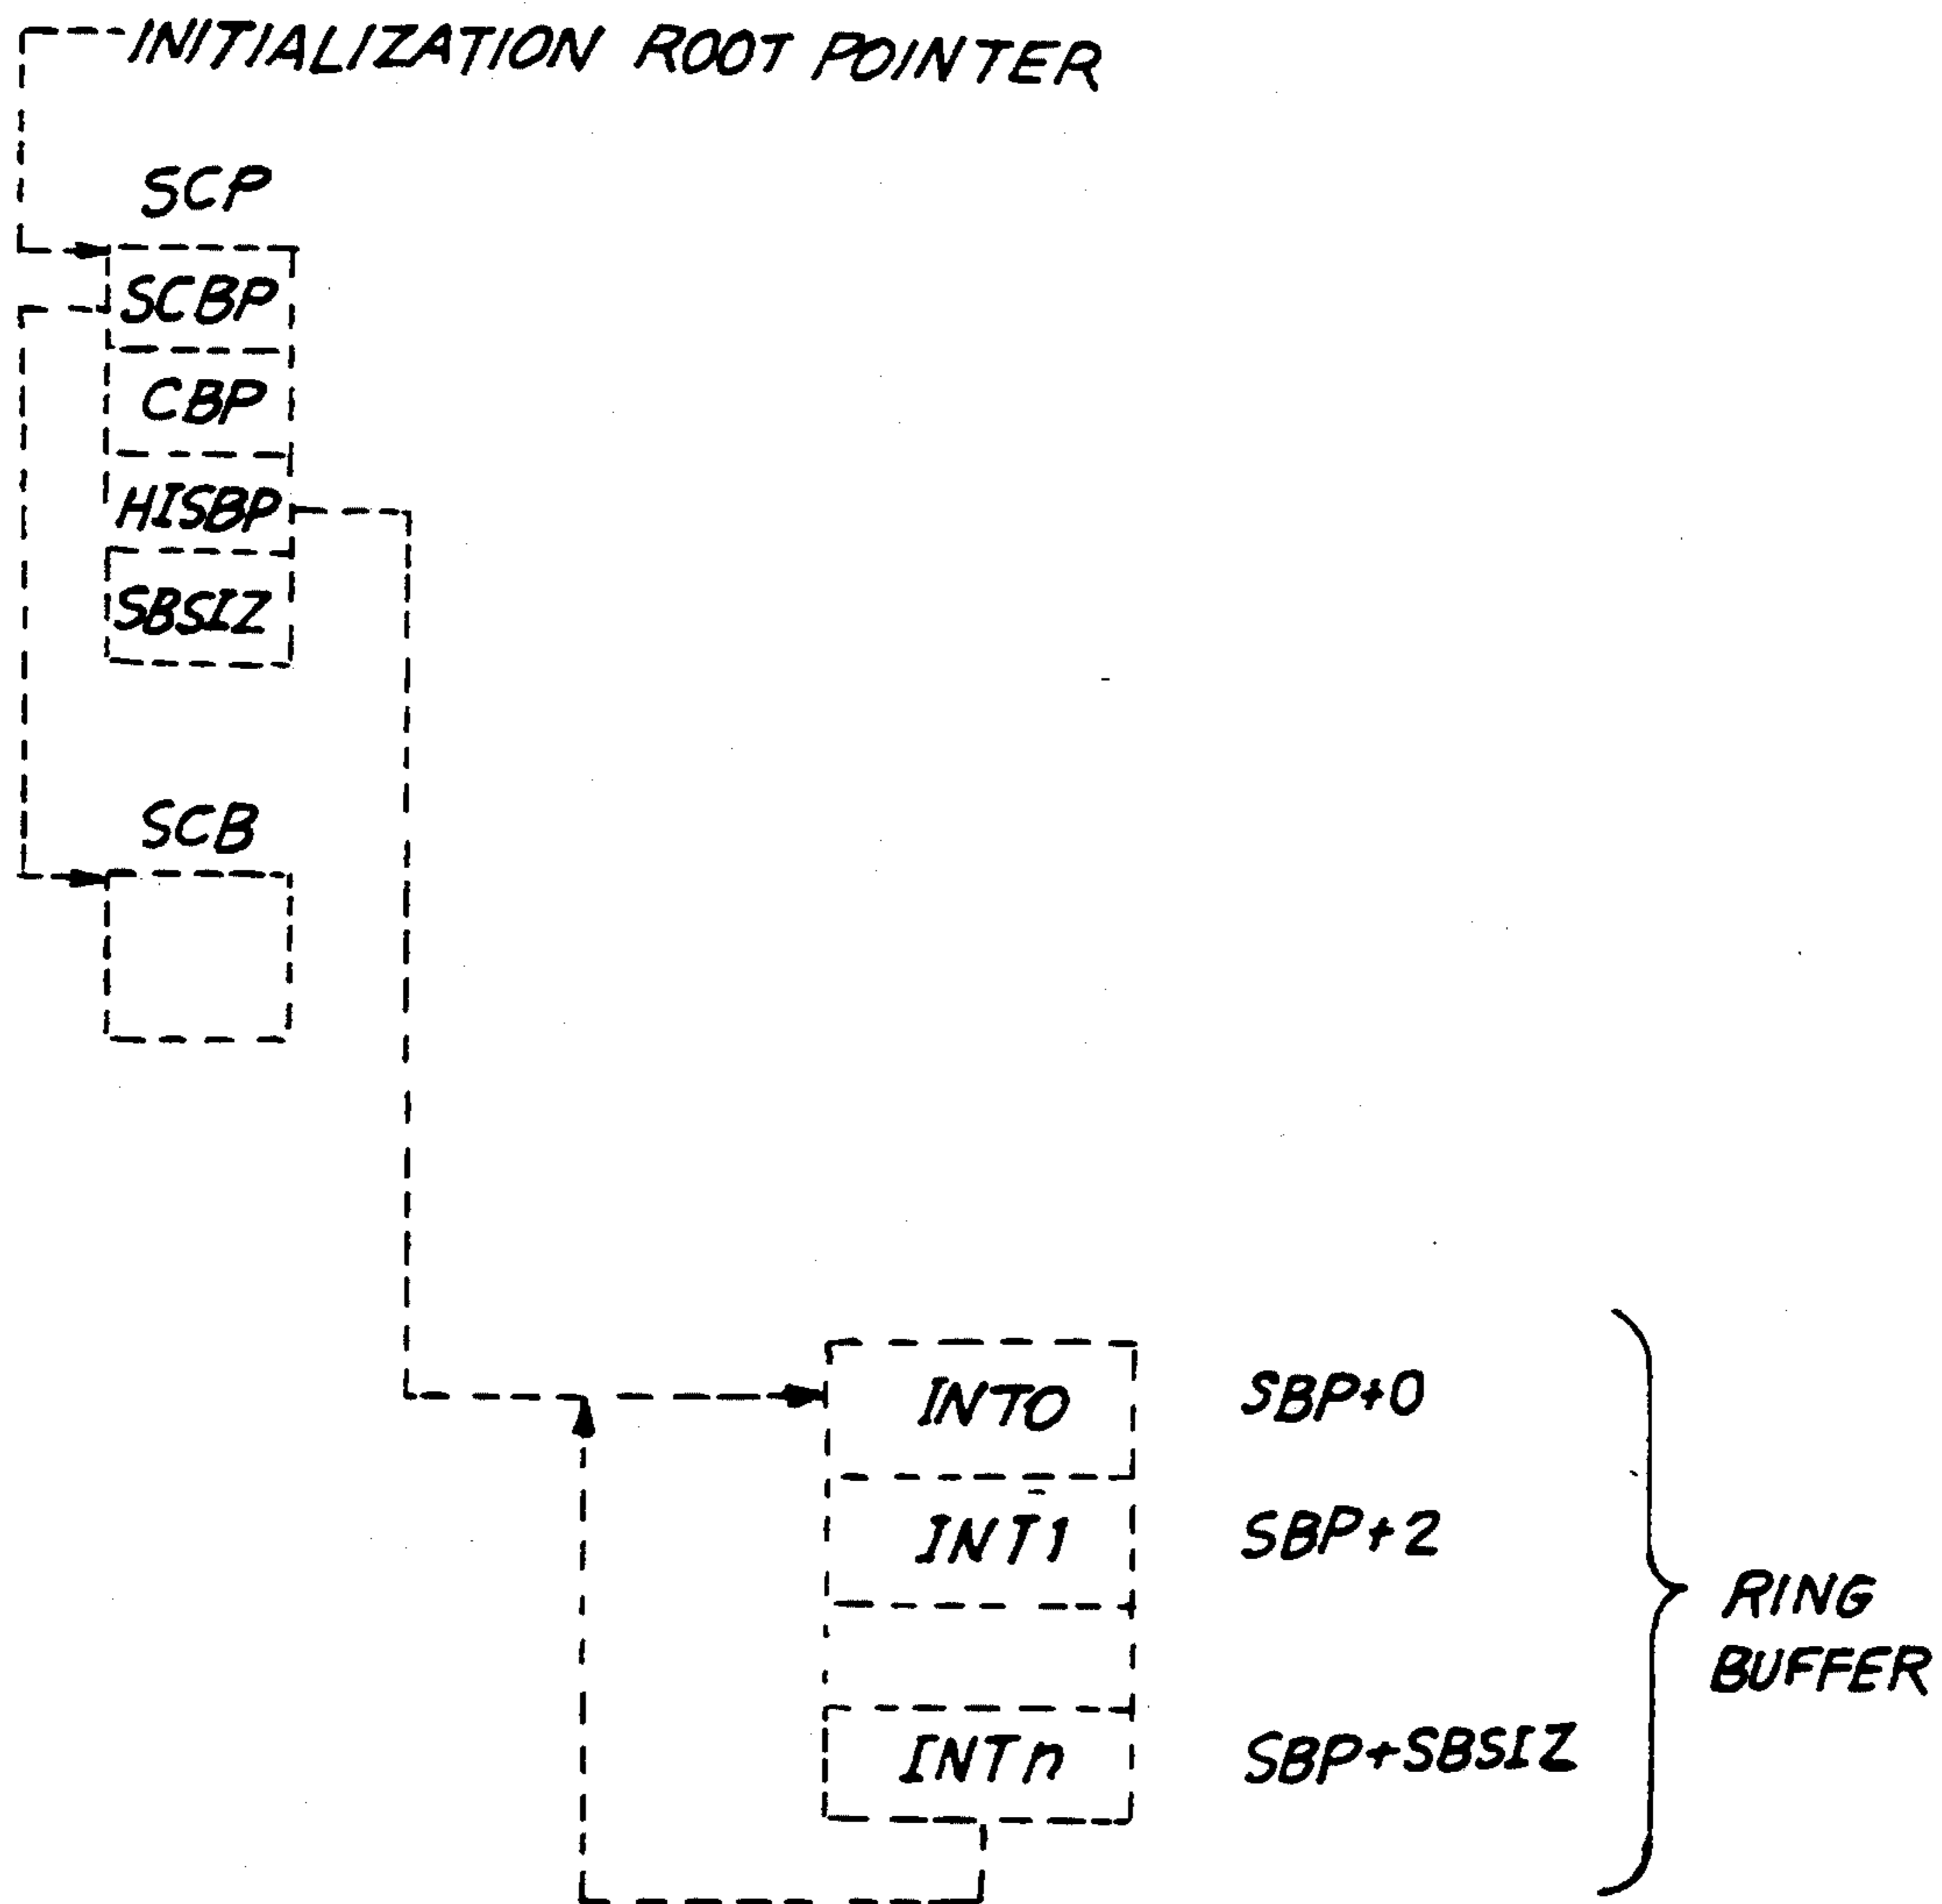 INITIALIZATION ROOT POINTER
SCP
SCBP
CBP
HISBP
SBSIZ
SCB
INT0 SBP+0
INT1 SBP+2
INTn SBP+SBSIZ
RING
BUFFER